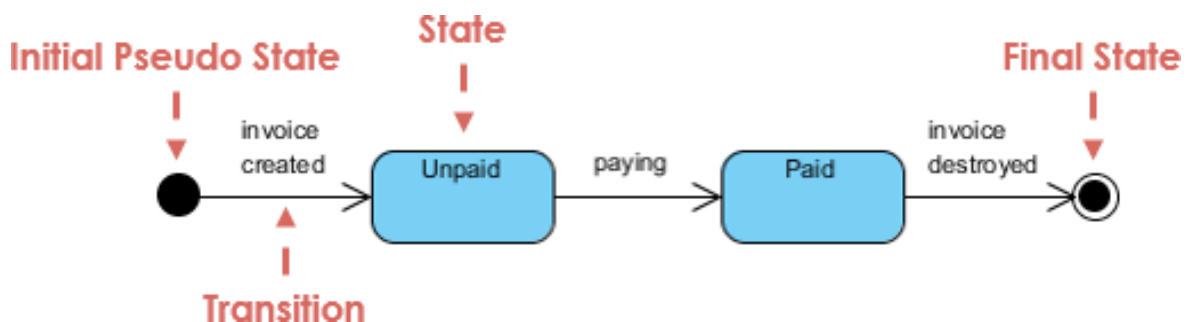 State
Initial Pseudo State
Final State
invoice
created
Unpaid
paying
Paid
invoice
destroyed
Transition